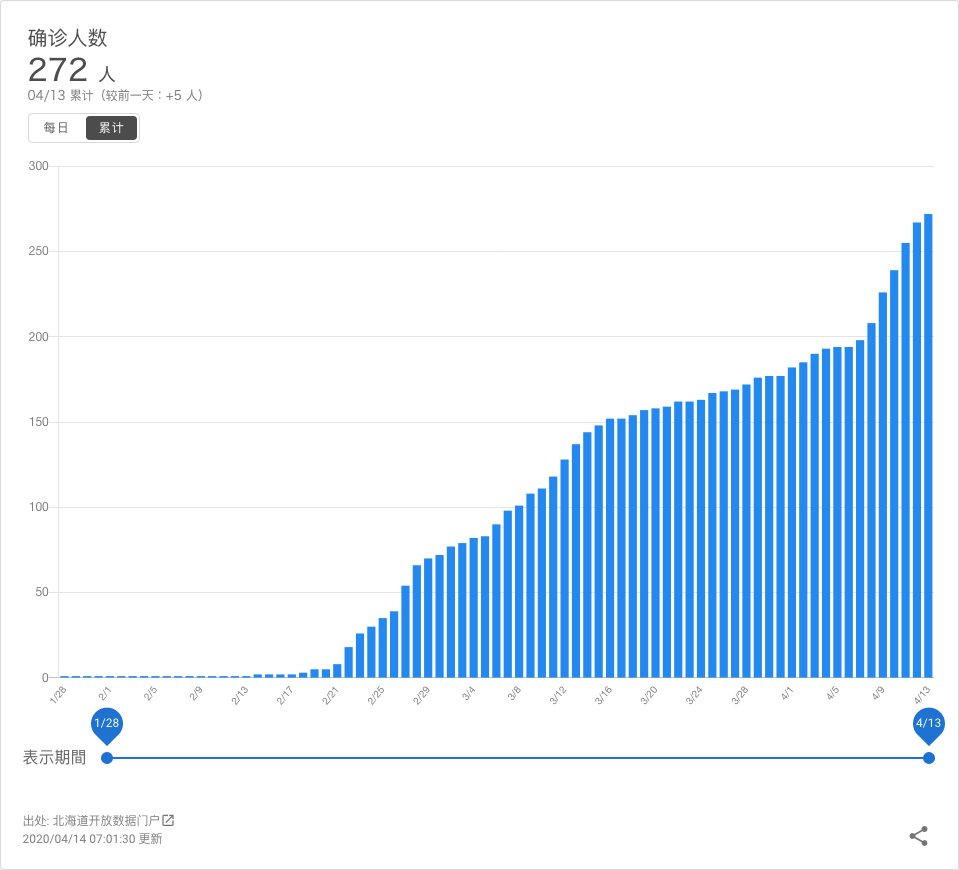 确诊人数
272 人
04/13 累计（较前一天：+5 人）
每日 累计
300
250
200
150
100
50
0
1/28 2/1 2/5 2/9 2/13 2/17 2/21 2/25 2/29 3/4 3/8 3/12 3/16 3/20 3/24 3/28 4/1 4/5 4/9 4/13
1/28 4/13
表示期間
出处: 北海道开放数据门户
2020/04/14 07:01:30 更新